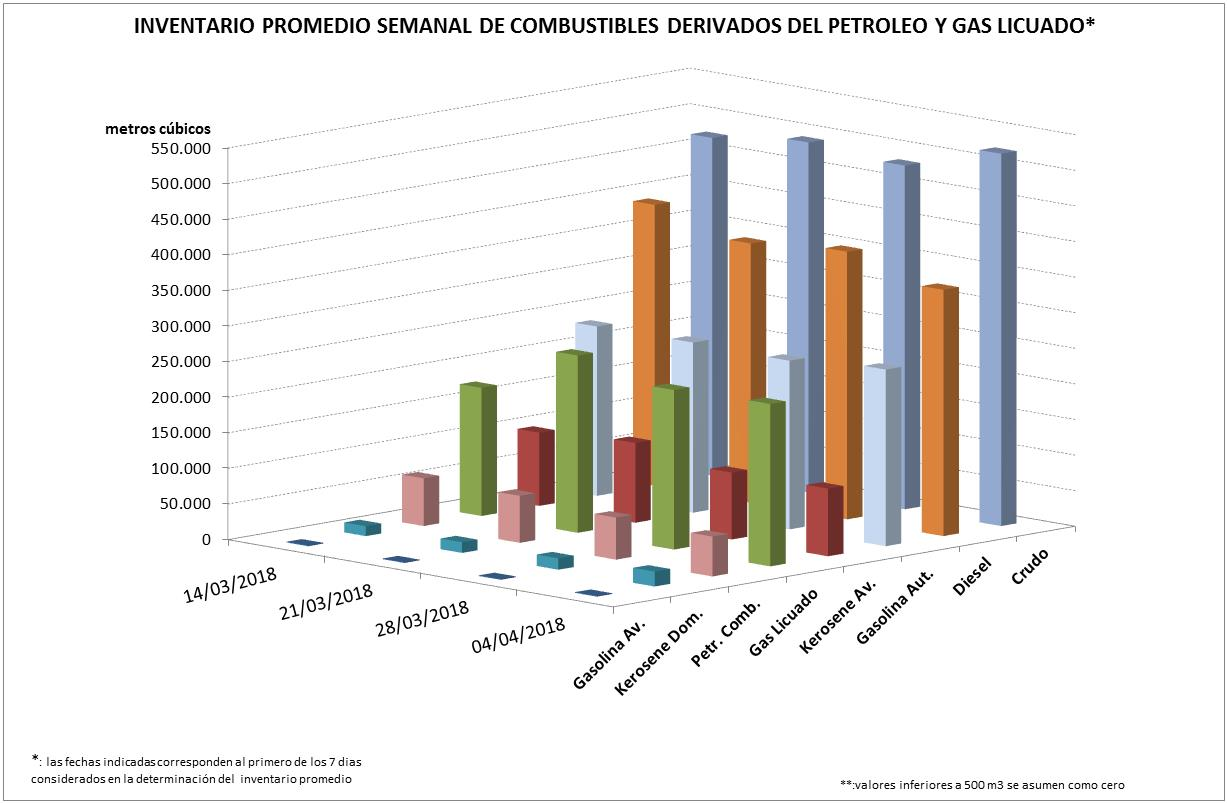 INVENTARIO PROMEDIO SEMANAL DE COMBUSTIBLES DERIVADOS DEL PETROLEO Y GAS LICUADO*
metros cúbicos
550.000
500.000
450.000
400.000
350.000
300.000
250.000
200.000
150.000
100.000
50.000
0
14/03/2018
21/03/2018
28/03/2018
04/04/2018
Gasolina Av.
Kerosene Dom.
Petr. Comb.
Gas Licuado
Kerosene Av.
Gasolina Aut.
Diesel
Crudo
*: las fechas indicadas corresponden al primero de los 7 dias
considerados en la determinación del inventario promedio
**:valores inferiores a 500 m3 se asumen como cero